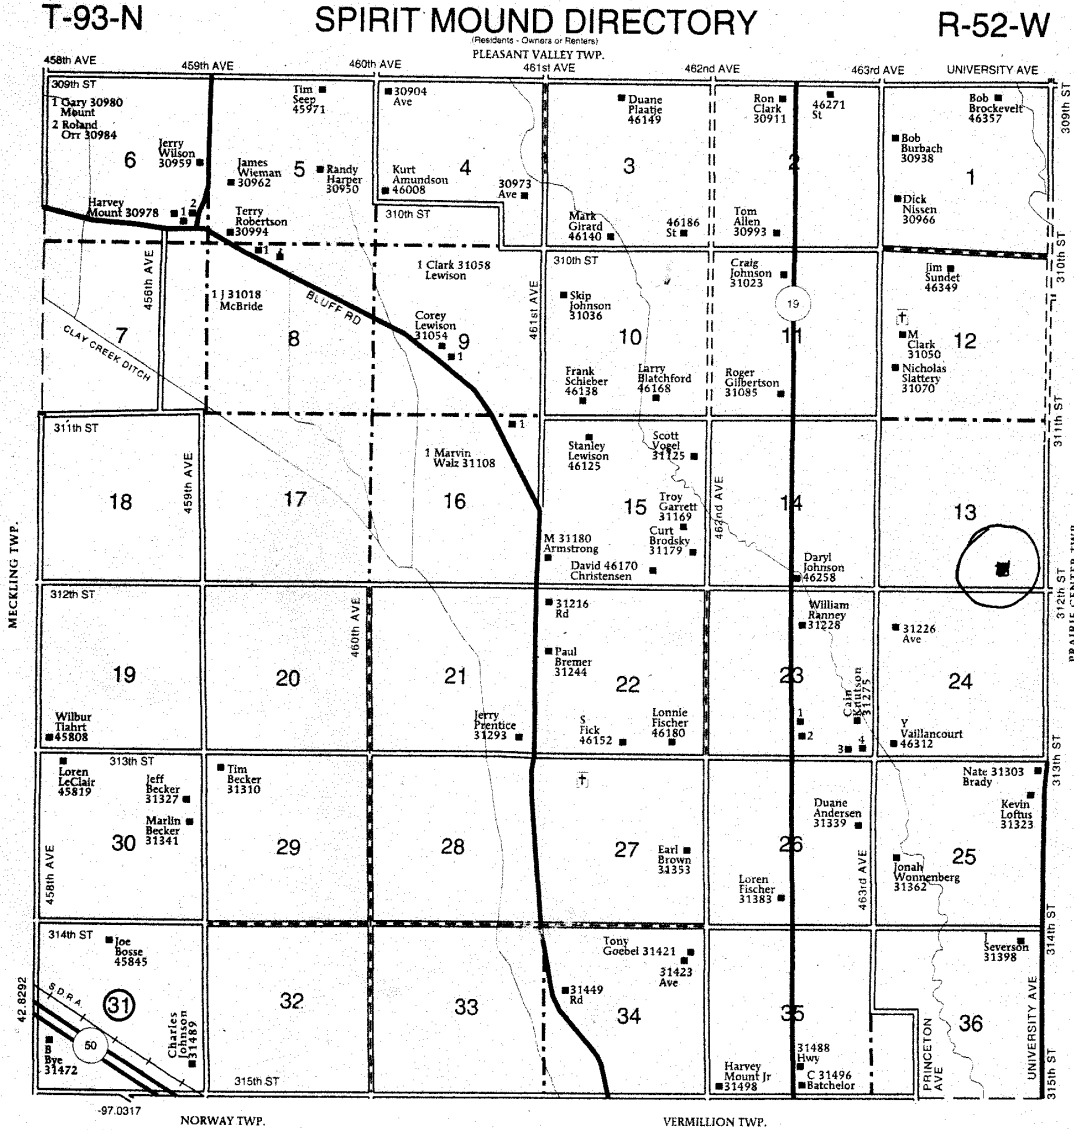 T-93-N
SPIRIT MOUND DIRECTORY
R-52-W
(Residents - Owners or Renters)
PLEASANT VALLEY TWP.
458th AVE
459th AVE
460th AVE
461st AVE
462nd AVE
463rd AVE
UNIVERSITY AVE
309th ST
309th ST
1 Gary 30980
Mount
2 Roland
Orr 30984
6
Jerry
Wilson
30959
Harvey
Mount 30978
1
2
Tim
Seep
45971
James
Wieman
30962
5
Randy
Harper
30950
Terry
Robertson
30994
1
30904
Ave
Kurt
Amundson
46008
4
30973
Ave
310th ST
Duane
Plaatje
46149
3
Mark
Girard
46140
46186
St
Ron
Clark
30911
46271
St
2
Tom
Allen
30993
Bob
Brockevelt
46357
Bob
Burbach
30938
1
Dick
Nissen
30966
310th ST
456th AVE
7
CLAY CREEK DITCH
1 J 31018
McBride
8
BLUFF RD
1 Clark 31058
Lewison
Corey
Lewison
31054
9
1
461st AVE
310th ST
Skip
Johnson
31036
10
Frank
Schieber
46138
Larry
Blatchford
46168
Craig
Johnson
31023
19
11
Roger
Gilbertson
31085
Jim
Sundet
46349
M
Clark
31050
12
Nicholas
Slattery
31070
311th ST
311th ST
18
459th AVE
17
1
1 Marvin
Walz 31108
16
Stanley
Lewison
46125
Scott
Vogel
31125
15
Troy
Garrett
31169
Curt
Brodsky
31179
M 31180
Armstrong
David 46170
Christensen
462nd AVE
14
Daryl
Johnson
46258
13
312th ST
MECKLING TWP.
PRAIRIE CENTER TWP.
312th ST
19
Wilbur
Tiahrt
45808
460th AVE
20
21
Jerry
Prentice
31293
31216
Rd
Paul
Bremer
31244
22
S
Fick
46152
Lonnie
Fischer
46180
William
Ranney
31228
23
Cain
Knutson
31275
1
2
3
4
31226
Ave
24
Y
Vaillancourt
46312
313th ST
313th ST
Loren
LeClair
45819
Jeff
Becker
31327
Marlin
Becker
31341
30
458th AVE
Tim
Becker
31310
29
28
27
Earl
Brown
31353
Duane
Andersen
31339
26
Loren
Fischer
31383
463rd AVE
Nate 31303
Brady
Kevin
Loftus
31323
25
Jonah
Wonnenberg
31362
314th ST
314th ST
Joe
Bosse
45845
S.D.R.A.
31
50
B
Bye
31472
Charles
Johnson
31489
42.8292
32
315th ST
33
Tony
Goebel 31421
31423
Ave
31449
Rd
34
35
31488
Hwy
Harvey
Mount Jr
31498
C 31496
Batchelor
Severson
31398
36
PRINCETON
AVE
UNIVERSITY AVE
315th ST
-97.0317
NORWAY TWP.
VERMILLION TWP.